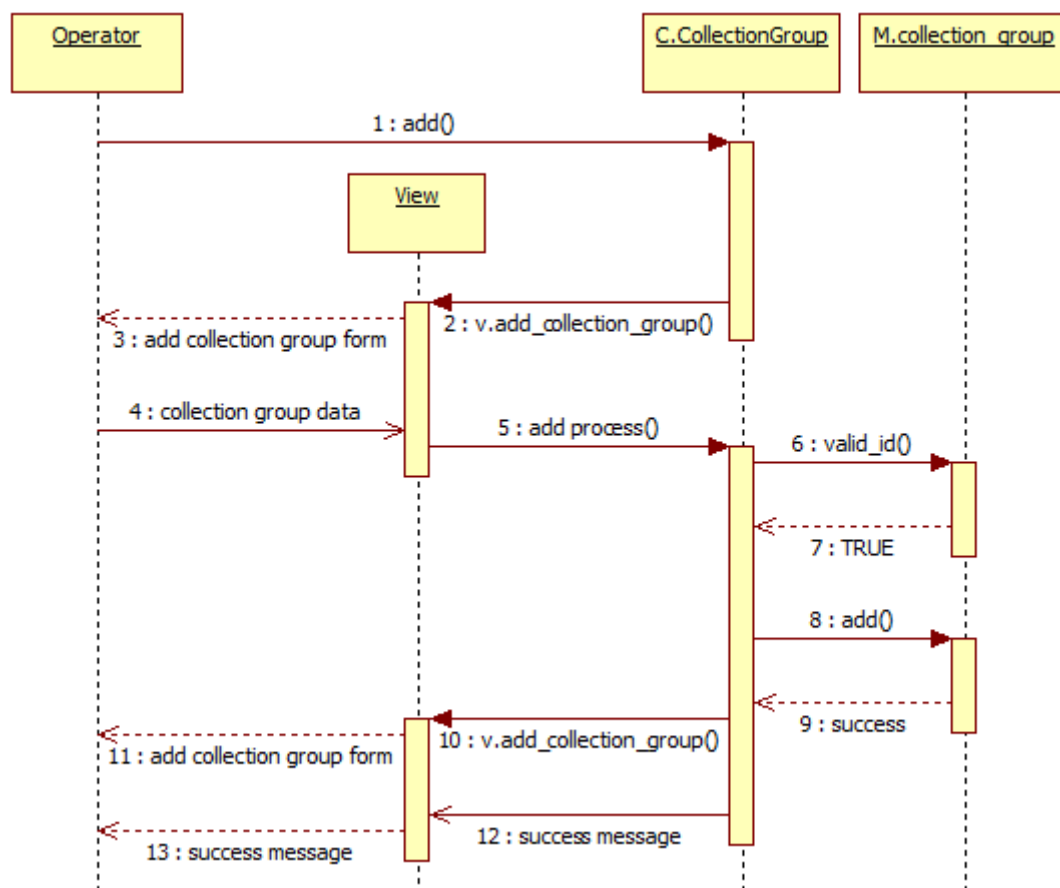 Operator
C.CollectionGroup
M.collection_group
1 : add()
View
2 : v.add_collection_group()
3 : add collection group form
4 : collection group data
5 : add process()
6 : valid_id()
7 : TRUE
8 : add()
9 : success
10 : v.add_collection_group()
11 : add collection group form
12 : success message
13 : success message